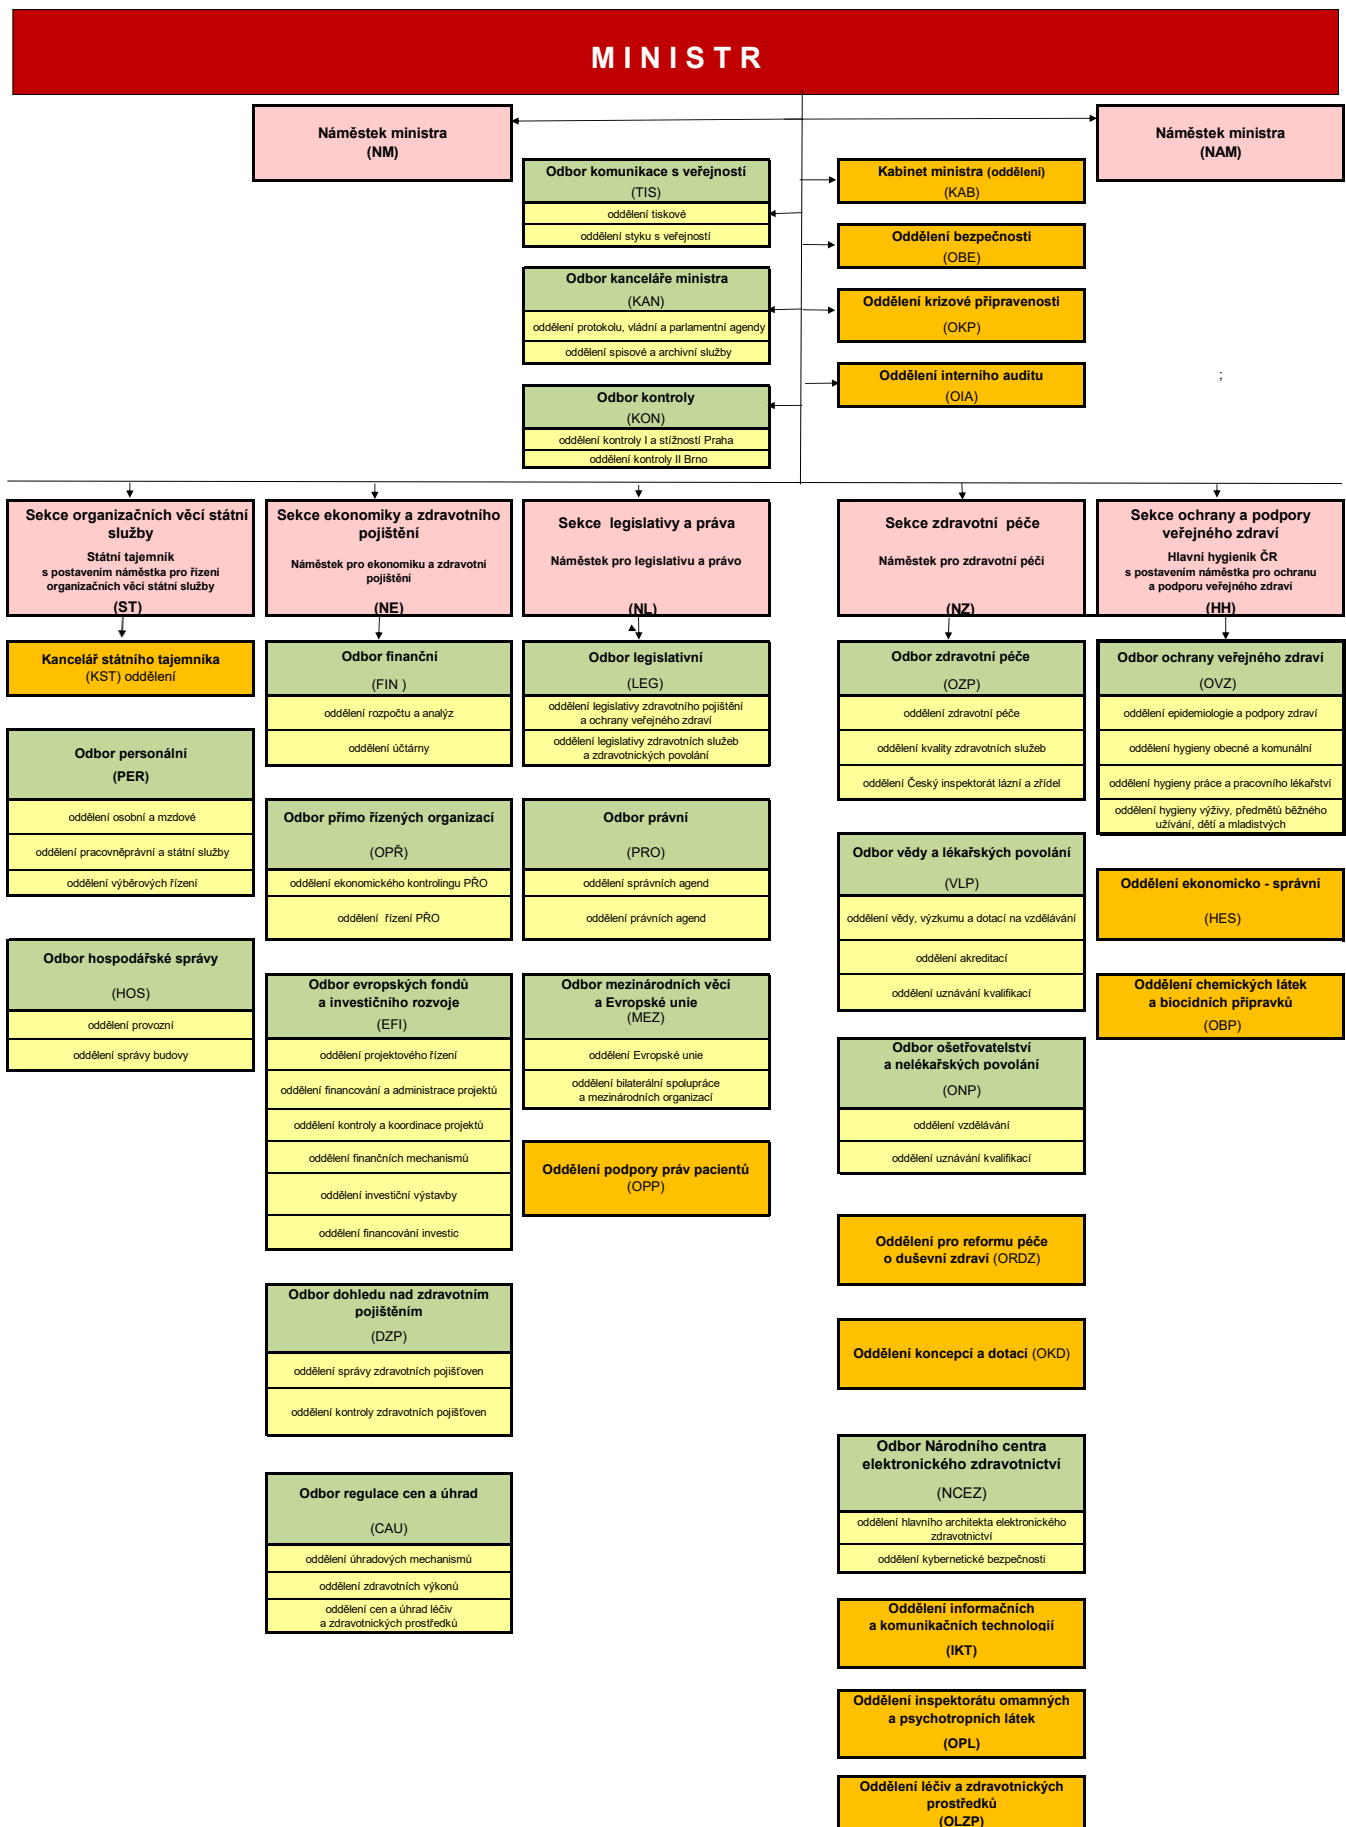 MINISTR
Náměstek ministra
(NM)
Náměstek ministra
(NAM)
Odbor komunikace s veřejností
(TIS)
oddělení tiskové
oddělení styku s veřejností
Kabinet ministra (oddělení)
(KAB)
Oddělení bezpečnosti
(OBE)
Odbor kanceláře ministra
(KAN)
oddělení protokolu, vládní a parlamentní agendy
oddělení spisové a archivní služby
Oddělení krizové připravenosti
(OKP)
Oddělení interního auditu
(OIA)
;
Odbor kontroly
(KON)
oddělení kontroly I a stížností Praha
oddělení kontroly II Brno
Sekce organizačních věcí státní
služby
Státní tajemník
s postavením náměstka pro řízení
organizačních věcí státní služby
(ST)
Kancelář státního tajemníka
(KST) oddělení
Odbor personální
(PER)
oddělení osobní a mzdové
oddělení pracovněprávní a státní služby
oddělení výběrových řízení
Odbor hospodářské správy
(HOS)
oddělení provozní
oddělení správy budovy
Sekce ekonomiky a zdravotního
pojištění
Náměstek pro ekonomiku a zdravotní
pojištění
(NE)
Odbor finanční
(FIN )
oddělení rozpočtu a analýz
oddělení účtárny
Odbor přímo řízených organizací
(OPŘ)
oddělení ekonomického kontrolingu PŘO
oddělení řízení PŘO
Odbor evropských fondů
a investičního rozvoje
(EFI)
oddělení projektového řízení
oddělení financování a administrace projektů
oddělení kontroly a koordinace projektů
oddělení finančních mechanismů
oddělení investiční výstavby
oddělení financování investic
Odbor dohledu nad zdravotním
pojištěním
(DZP)
oddělení správy zdravotních pojišťoven
oddělení kontroly zdravotních pojišťoven
Odbor regulace cen a úhrad
(CAU)
oddělení úhradových mechanismů
oddělení zdravotních výkonů
oddělení cen a úhrad léčiv
a zdravotnických prostředků
Sekce legislativy a práva
Náměstek pro legislativu a právo
(NL)
Odbor legislativní
(LEG)
oddělení legislativy zdravotního pojištění
a ochrany veřejného zdraví
oddělení legislativy zdravotních služeb
a zdravotnických povolání
Odbor právní
(PRO)
oddělení správních agend
oddělení právních agend
Odbor mezinárodních věcí
a Evropské unie
(MEZ)
oddělení Evropské unie
oddělení bilaterální spolupráce
a mezinárodních organizací
Oddělení podpory práv pacientů
(OPP)
Sekce zdravotní péče
Náměstek pro zdravotní péči
(NZ)
Odbor zdravotní péče
(OZP)
oddělení zdravotní péče
oddělení kvality zdravotních služeb
oddělení Český inspektorát lázní a zřídel
Odbor vědy a lékařských povolání
(VLP)
oddělení vědy, výzkumu a dotací na vzdělávání
oddělení akreditací
oddělení uznávání kvalifikací
Odbor ošetřovatelství
a nelékařských povolání
(ONP)
oddělení vzdělávání
oddělení uznávání kvalifikací
Oddělení pro reformu péče
o duševní zdraví (ORDZ)
Oddělení koncepcí a dotací (OKD)
Odbor Národního centra
elektronického zdravotnictví
(NCEZ)
oddělení hlavního architekta elektronického
zdravotnictví
oddělení kybernetické bezpečnosti
Oddělení informačních
a komunikačních technologií
(IKT)
Oddělení inspektorátu omamných
a psychotropních látek
(OPL)
Oddělení léčiv a zdravotnických
prostředků
(OLZP)
Sekce ochrany a podpory
veřejného zdraví
Hlavní hygienik ČR
s postavením náměstka pro ochranu
a podporu veřejného zdraví
(HH)
Odbor ochrany veřejného zdraví
(OVZ)
oddělení epidemiologie a podpory zdraví
oddělení hygieny obecné a komunální
oddělení hygieny práce a pracovního lékařství
oddělení hygieny výživy, předmětů běžného
užívání, dětí a mladistvých
Oddělení ekonomicko - správní
(HES)
Oddělení chemických látek
a biocidních přípravků
(OBP)